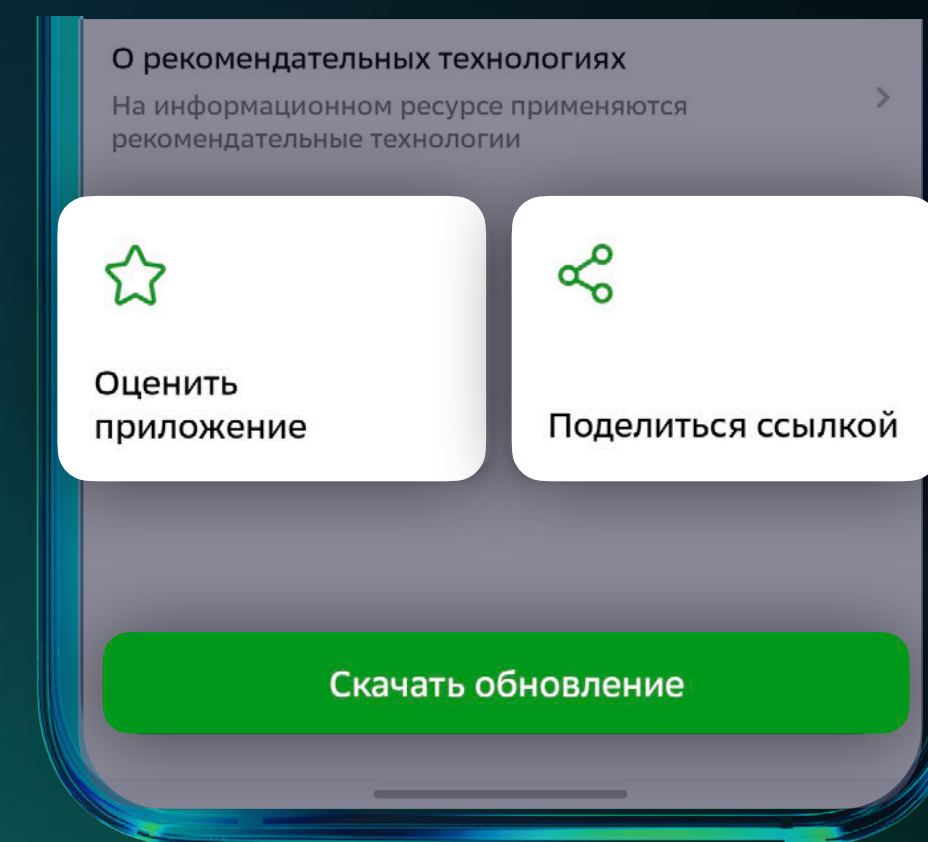 О рекомендательных технологиях
На информационном ресурсе применяются
рекомендательные технологии
Оценить
приложение
Поделиться ссылкой
Скачать обновление